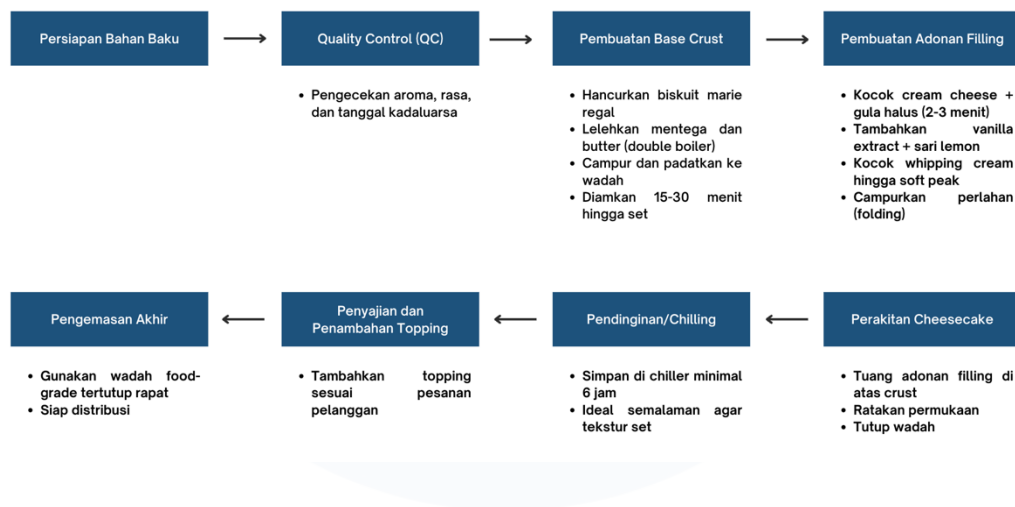 Persiapan Bahan Baku
Quality Control (QC)
• Pengecekan aroma, rasa,
dan tanggal kadaluarsa
Pembuatan Base Crust
• Hancurkan biskuit marie
regal
• Lelehkan mentega dan
butter (double boiler)
• Campur dan padatkan ke
wadah
• Diamkan 15-30 menit
hingga set
Pembuatan Adonan Filling
• Kocok cream cheese +
gula halus (2-3 menit)
• Tambahkan vanilla
extract + sari lemon
• Kocok whipping cream
hingga soft peak
• Campurkan perlahan
(folding)
Perakitan Cheesecake
• Tuang adonan filling di
atas crust
• Ratakan permukaan
• Tutup wadah
Pendinginan/Chilling
• Simpan di chiller minimal
6 jam
• Ideal semalaman agar
tekstur set
Penyajian dan
Penambahan Topping
• Tambahkan topping
sesuai pesanan
pelanggan
Pengemasan Akhir
• Gunakan wadah food-
grade tertutup rapat
• Siap distribusi